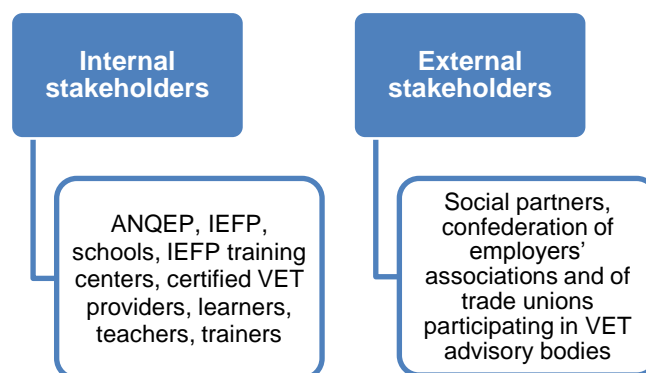 Internal
stakeholders
ANQEP, IEFP,
schools, IEFP training
centers, certified VET
providers, learners,
teachers, trainers
External
stakeholders
Social partners,
confederation of
employers’
associations and of
trade unions
participating in VET
advisory bodies